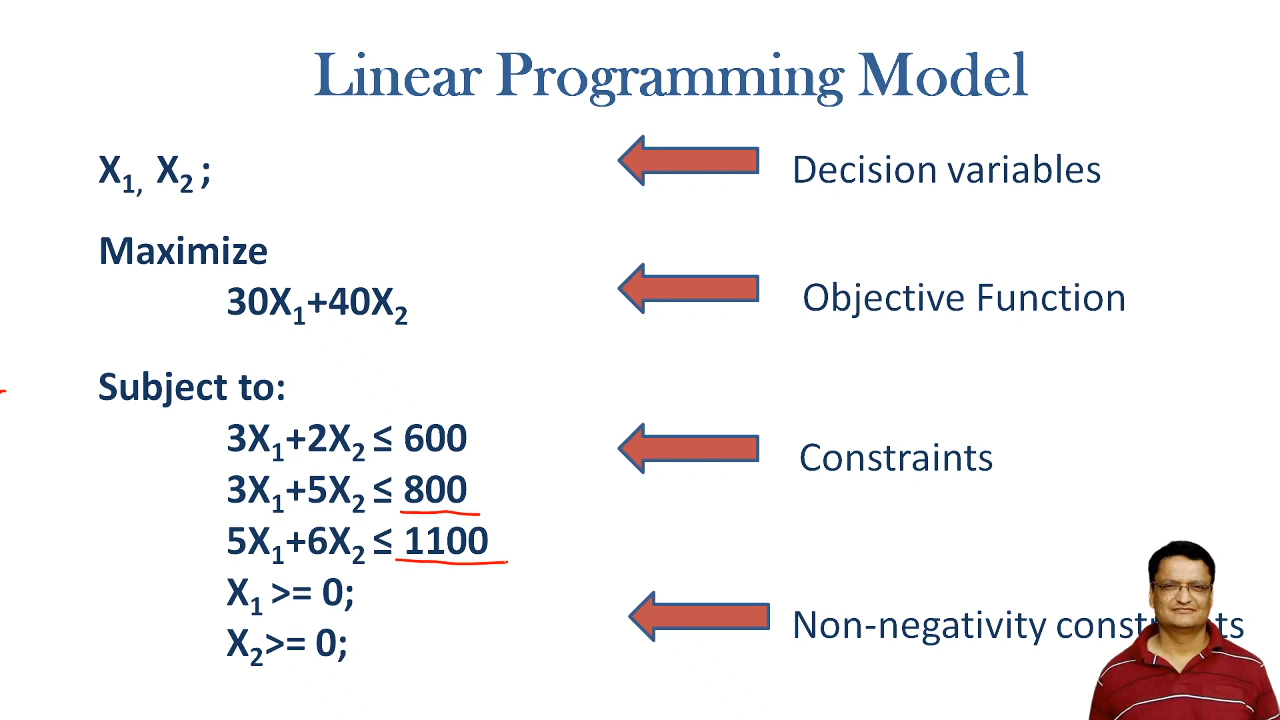 Linear Programming Model
X1, X2 ;
Decision variables
Maximize
30X1+40X2
Objective Function
Subject to:
3X1+2X2 ≤ 600
3X1+5X2 ≤ 800
Constraints
5X1+6X2 ≤ 1100
X1 >= 0;
X2>= 0;
Non-negativity